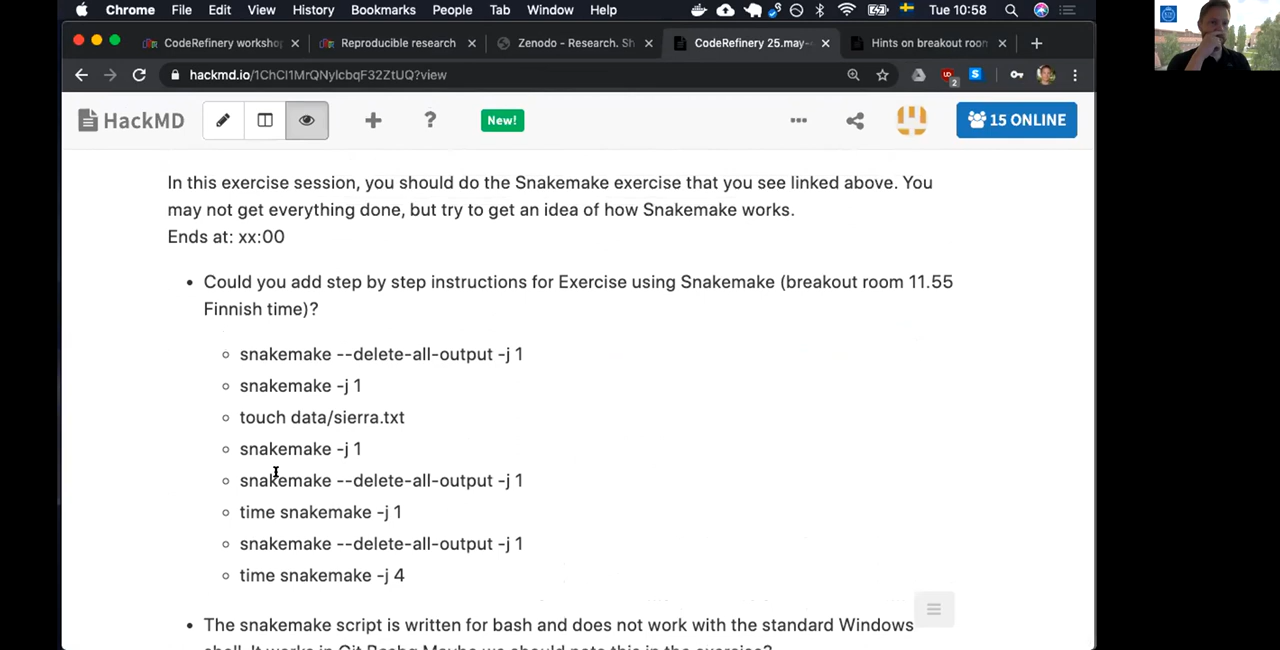 Chrome File Edit View History Bookmarks People Tab Window Help Tue 10:58
CodeRefinery worksho Reproducible research Zenodo - Research. Sh CodeRefinery 25.may- Hints on breakout roon
hackmd.io/1ChCl1MrQNylcbqF32ZtUQ?view
HackMD New! 15 ONLINE
In this exercise session, you should do the Snakemake exercise that you see linked above. You
may not get everything done, but try to get an idea of how Snakemake works.
Ends at: xx:00
Could you add step by step instructions for Exercise using Snakemake (breakout room 11.55
Finnish time)?
snakemake --delete-all-output -j 1
snakemake -j 1
touch data/sierra.txt
snakemake -j 1
snakemake --delete-all-output -j 1
time snakemake -j 1
snakemake --delete-all-output -j 1
time snakemake -j 4
The snakemake script is written for bash and does not work with the standard Windows